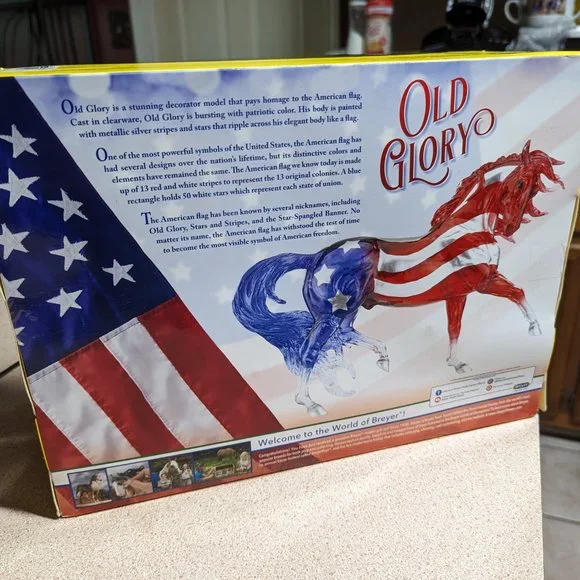 Old Glory is a stunning decorator model that pays homage to the American flag.
Cast in clearware, Old Glory is bursting with patriotic color. His body is painted
with metallic silver stripes and stars that ripple across his elegant body like a flag.
One of the most powerful symbols of the United States, the American flag has
had several designs over the nation's lifetime, but its distinctive colors and
elements have remained the same. The American flag we know today is made
up of 13 red and white stripes to represent the 13 original colonies. A blue
rectangle holds 50 white stars which represent each state of union.
The American flag has been known by several nicknames, including
Old Glory, Stars and Stripes, and the Star-Spangled Banner. No
matter its name, the American flag has withstood the test of time
to become the most visible symbol of American freedom.
OLD
GLORY
Welcome to the World of Breyer®!